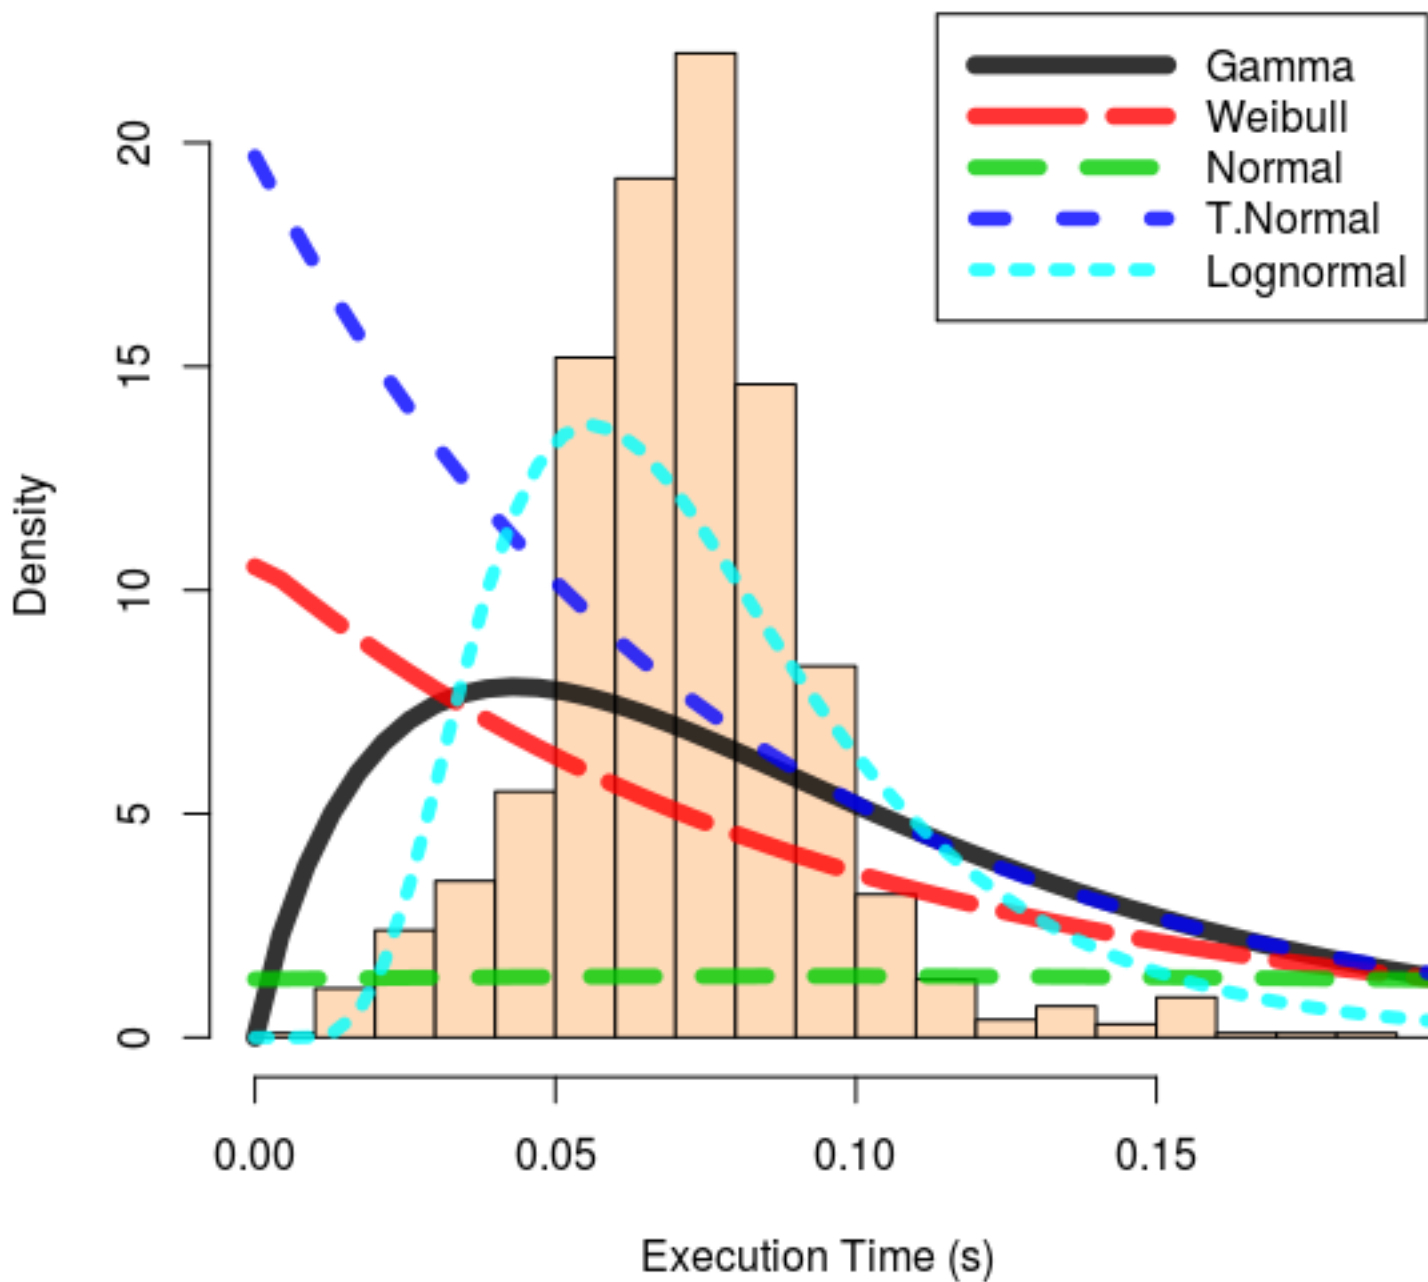 Gamma
Weibull
Normal
T.Normal
Lognormal
20
15
10
5
0
Density
0.00 0.05 0.10 0.15
Execution Time (s)